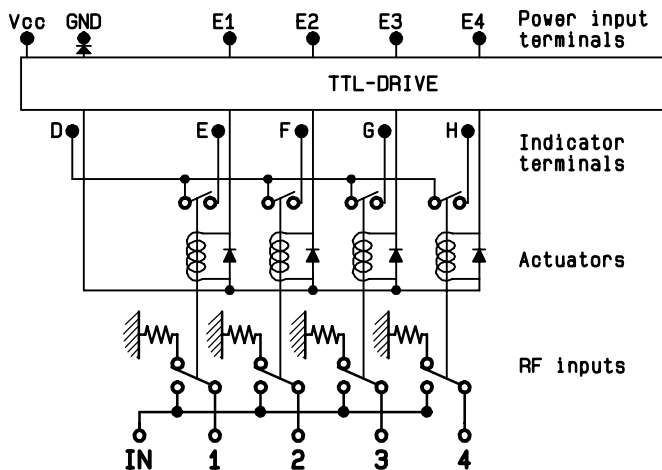 Vcc GND E1 E2 E3 E4 Power input terminals
TTL-DRIVE
D E F G H Indicator terminals
Actuators
RF inputs
IN 1 2 3 4